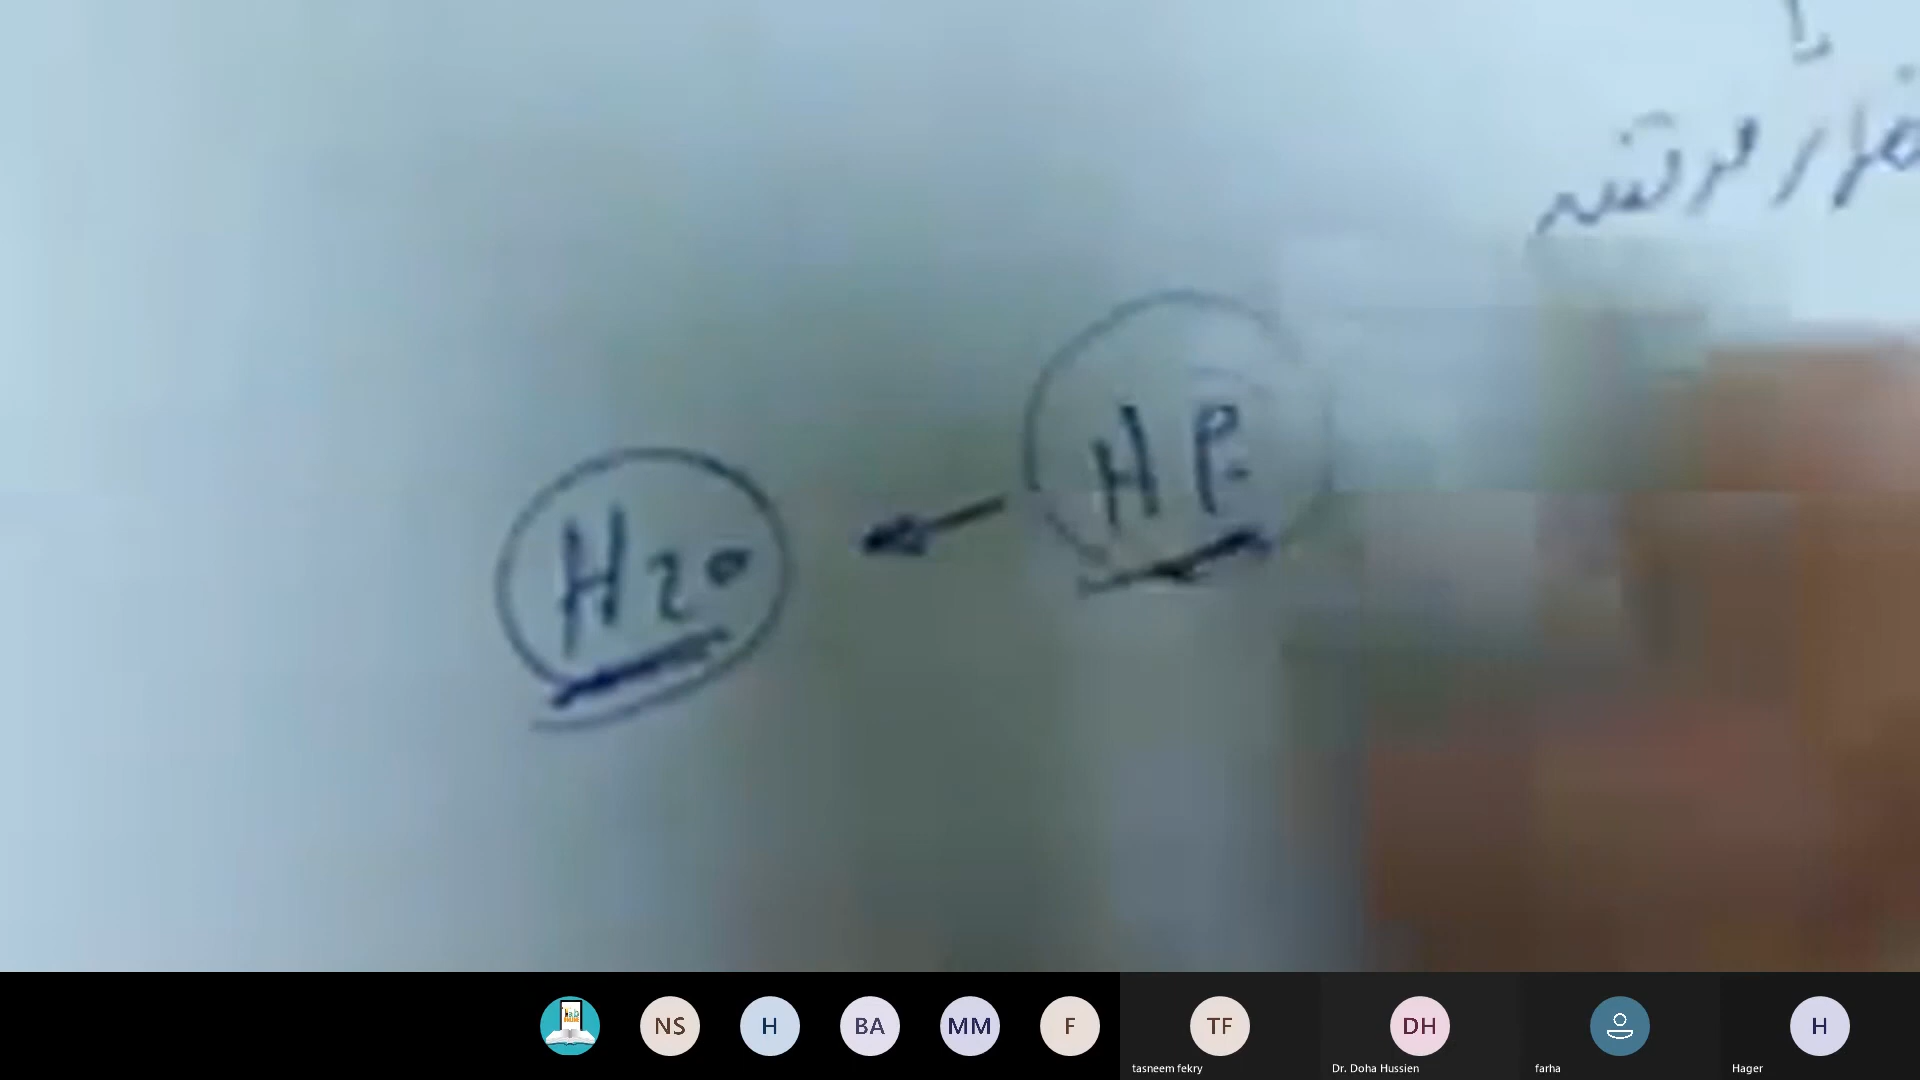 HP
H2O
NS
H
BA
MM
F
TF
DH
H
tasneem fekry
Dr. Doha Hussien
farha
Hager